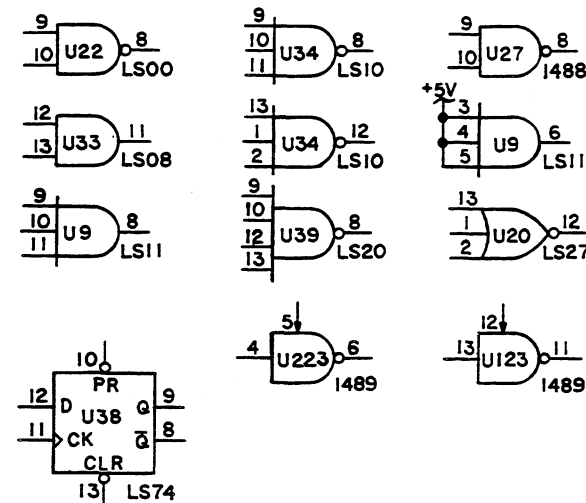 9 10 U22 8 LS00
9 10 11 U34 8 LS10
9 10 U27 8 1488
12 13 U33 11 LS08
13 1 2 U34 12 LS10
+5V 3 4 5 U9 6 LS11
9 10 11 U9 8 LS11
9 10 12 13 U39 8 LS20
13 1 2 U20 12 LS27
5 4 U223 6 1489
12 13 U123 11 1489
10 PR
12 D Q 9
U38
11 CK Q̅ 8
CLR
13 LS74